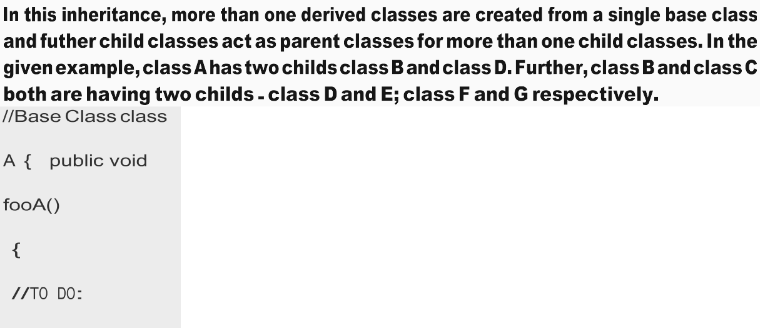 In this inheritance, more than one derived classes are created from a single base class
and futher child classes act as parent classes for more than one child classes. In the
given example, class A has two childs class B and class D. Further, class B and class C
both are having two childs - class D and E; class F and G respectively.
//Base Class class
A { public void
fooA()
{
//TO DO: